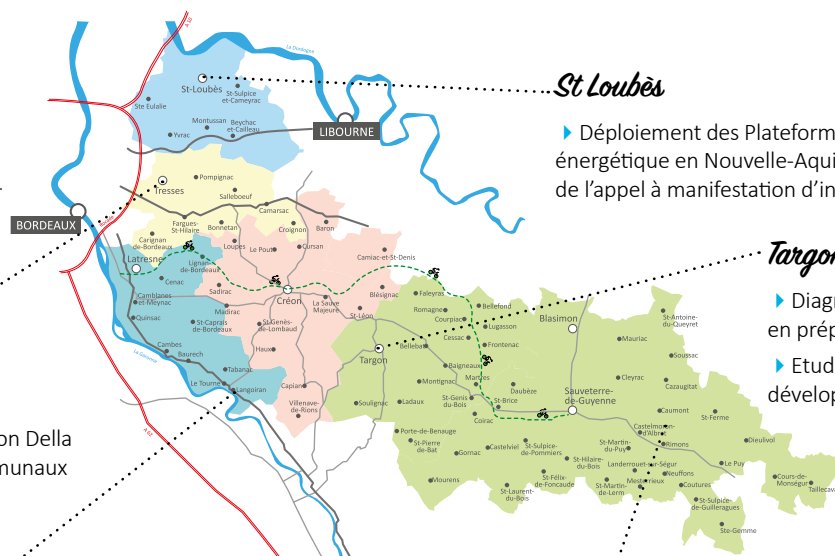 A 10
La Dordogne
St-Loubès
St-Sulpice
et-Cameyrac
Ste Eulalie
Montussan
Beychac
et-Cailleau
Yvrac
LIBOURNE
St Loubès
Déploiement des Plateform
énergétique en Nouvelle-Aqui
de l’appel à manifestation d’in
Pompignac
Tresses
Salleboeuf
Camarsac
BORDEAUX
Fargues-
St-Hilaire
Bonnetan
Croignon
Baron
Carignan
de-Bordeaux
Loupes
Le Pout
Cursan
Latresne
Lignan-
de-Bordeaux
Camiac-et-St-Denis
Targon
Cenac
Sadirac
Créon
Blésignac
Faleyras
Camblanes
et-Meynac
La Sauve
Majeure
Romagne
Bellefond
Madirac
St-Léon
Courpiac
Quinsac
St-Caprais
de-Bordeaux
St-Genès-
de-Lombaud
Lugasson
Blasimon
St-Antoine-
du-Queyret
Diagn
en prép
Cessac
Mauriac
Cambes
Haux
Bellebat
Frontenac
Soussac
La Garonne
Baurech
Targon
Etud
dévelop
Tabanac
Baigneaux
Cleyrac
Cazaugitat
Le Tourne
Langoiran
Capian
Montignac
Martres
Daubèze
Sauveterre-
de-Guyenne
Villenave-
de-Rions
Soulignac
Ladaux
St-Genis
du-Bois
St-Brice
Caumont
St-Ferme
Coirac
A 62
Porte-de-Benauge
Castelmoron-
d'Albret
on Della
munaux
St-Pierre
de-Bat
Gornac
Castelviel
St-Sulpice-
de-Pommiers
St-Martin-
du-Puy
Rimons
Dieulivol
St-Hilaire-
du-Bois
Landerrouet-sur-Ségur
Le Puy
Mourens
St-Félix-
de-Foncaude
Mesterrieux
Neuffons
Cours-de-
Monségur
St-Laurent-
du-Bois
St-Martin-
de-Lerm
Coutures
Taillecava
St-Sulpice-
de-Guilleragues
Ste-Gemme